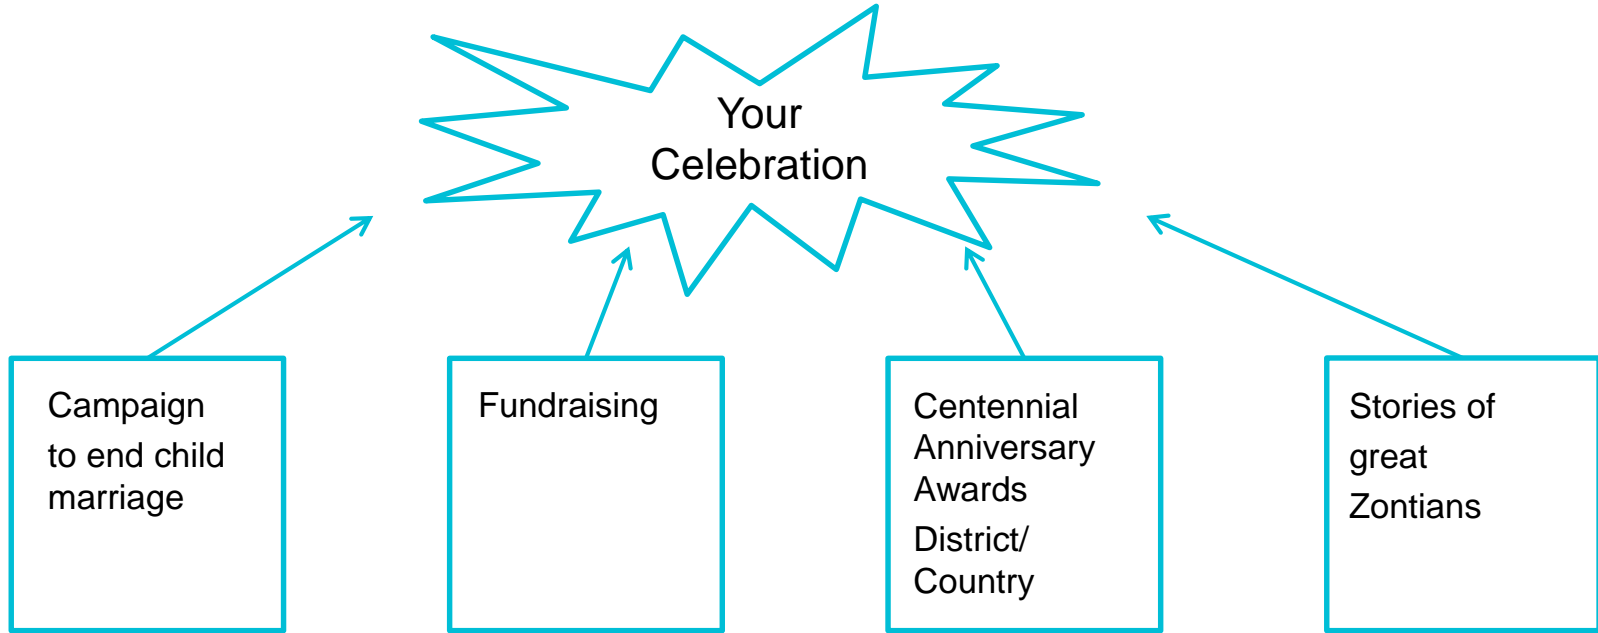 Your
Celebration
Campaign
to end child
marriage
Fundraising
Centennial
Anniversary
Awards
District/
Country
Stories of
great
Zontians